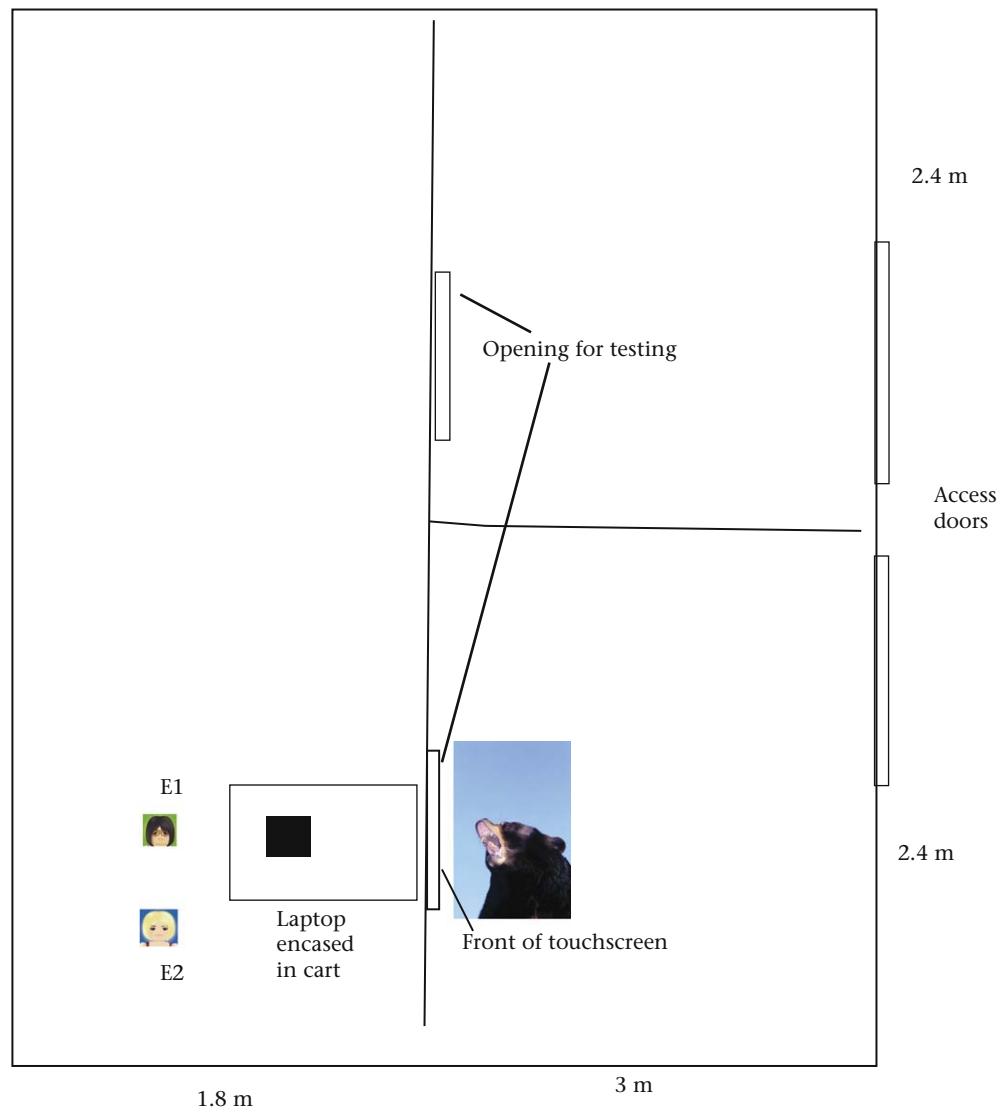 2.4 m
Opening for testing
Access
doors
E1
2.4 m
Laptop
encased
in cart
Front of touchscreen
E2
3 m
1.8 m